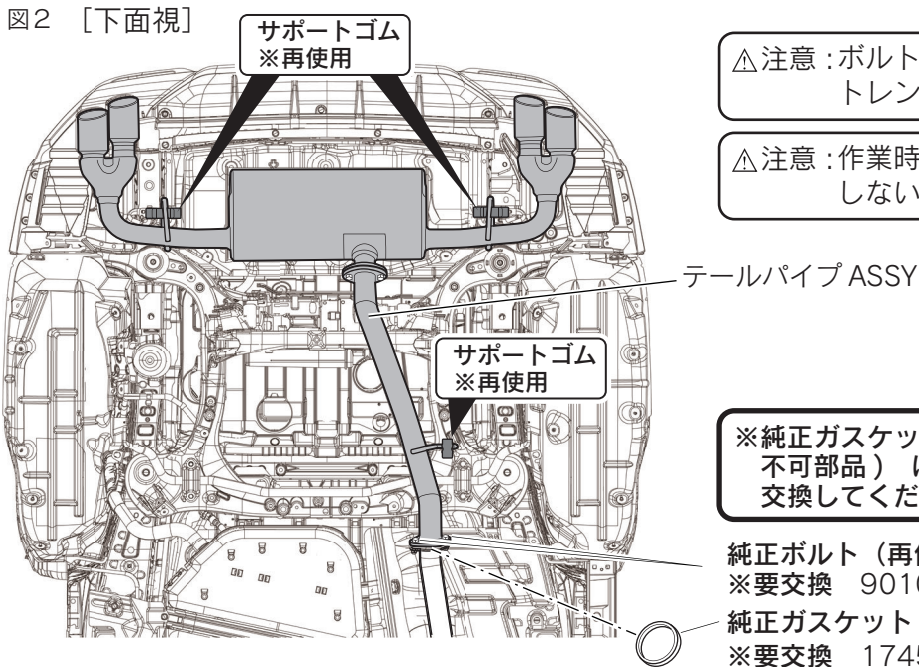 図2 [下面視]
サポートゴム
※再使用
⚠注意:ボルト
トレン
⚠注意:作業時
しない
テールパイプ ASSY
サポートゴム
※再使用
※純正ガスケッ
不可部品)
交換してくだ
純正ボルト(再
※要交換 901
純正ガスケット
※要交換 1745